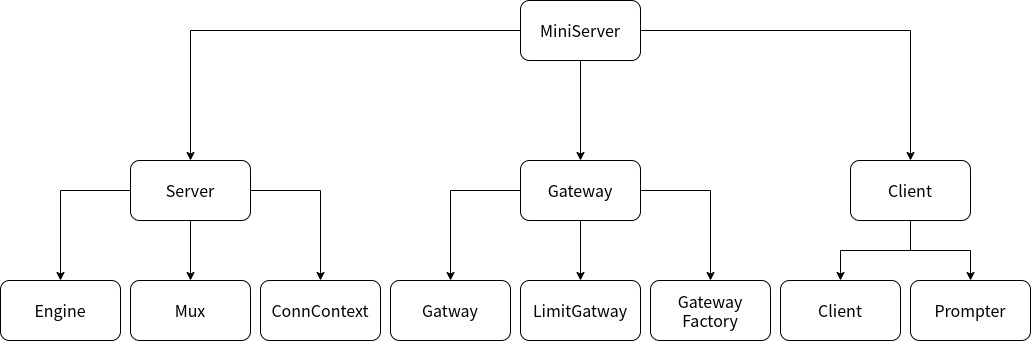 MiniServer
Server
Gateway
Client
Engine
Mux
ConnContext
Gatway
LimitGatway
Gateway
Factory
Client
Prompter